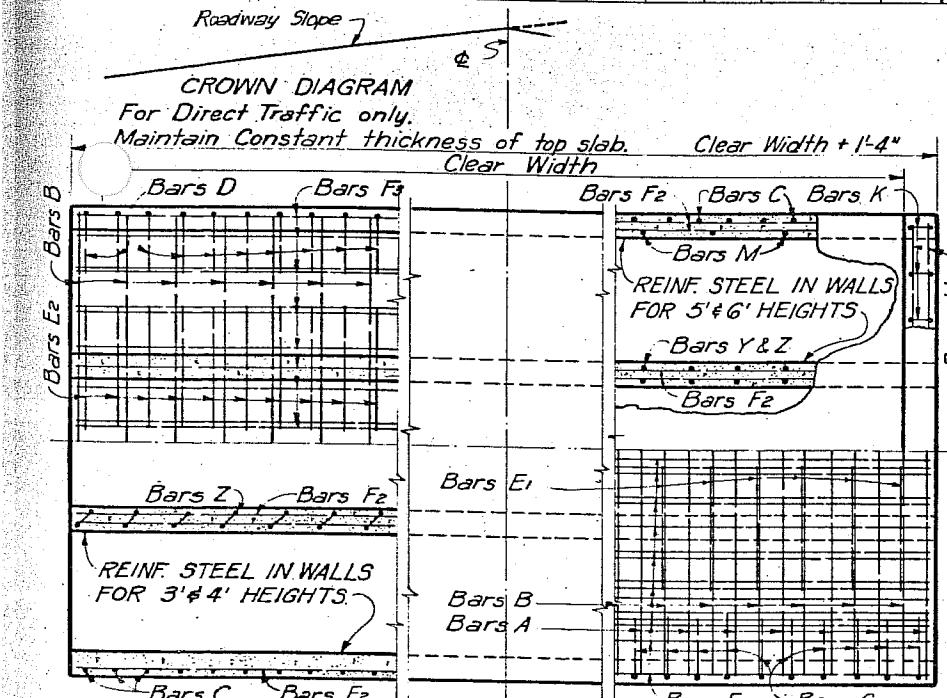 Roadway Slope
℄
CROWN DIAGRAM
For Direct Traffic only.
Maintain Constant thickness of top slab.
Clear Width + 1'-4"
Clear Width
Bars B
Bars D
Bars F3
Bars F2
Bars C
Bars K
Bars M
REINF. STEEL IN WALLS
FOR 5' & 6' HEIGHTS
Bars E2
Bars Y & Z
Bars F2
Bars Z
Bars F2
Bars E1
REINF. STEEL IN WALLS
FOR 3' & 4' HEIGHTS
Bars B
Bars A
Bars C
Bars F2